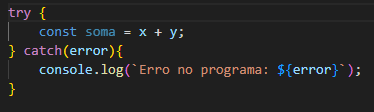 try {
    const soma = x + y;
} catch(error){
    console.log(`Erro no programa: ${error}`);
}